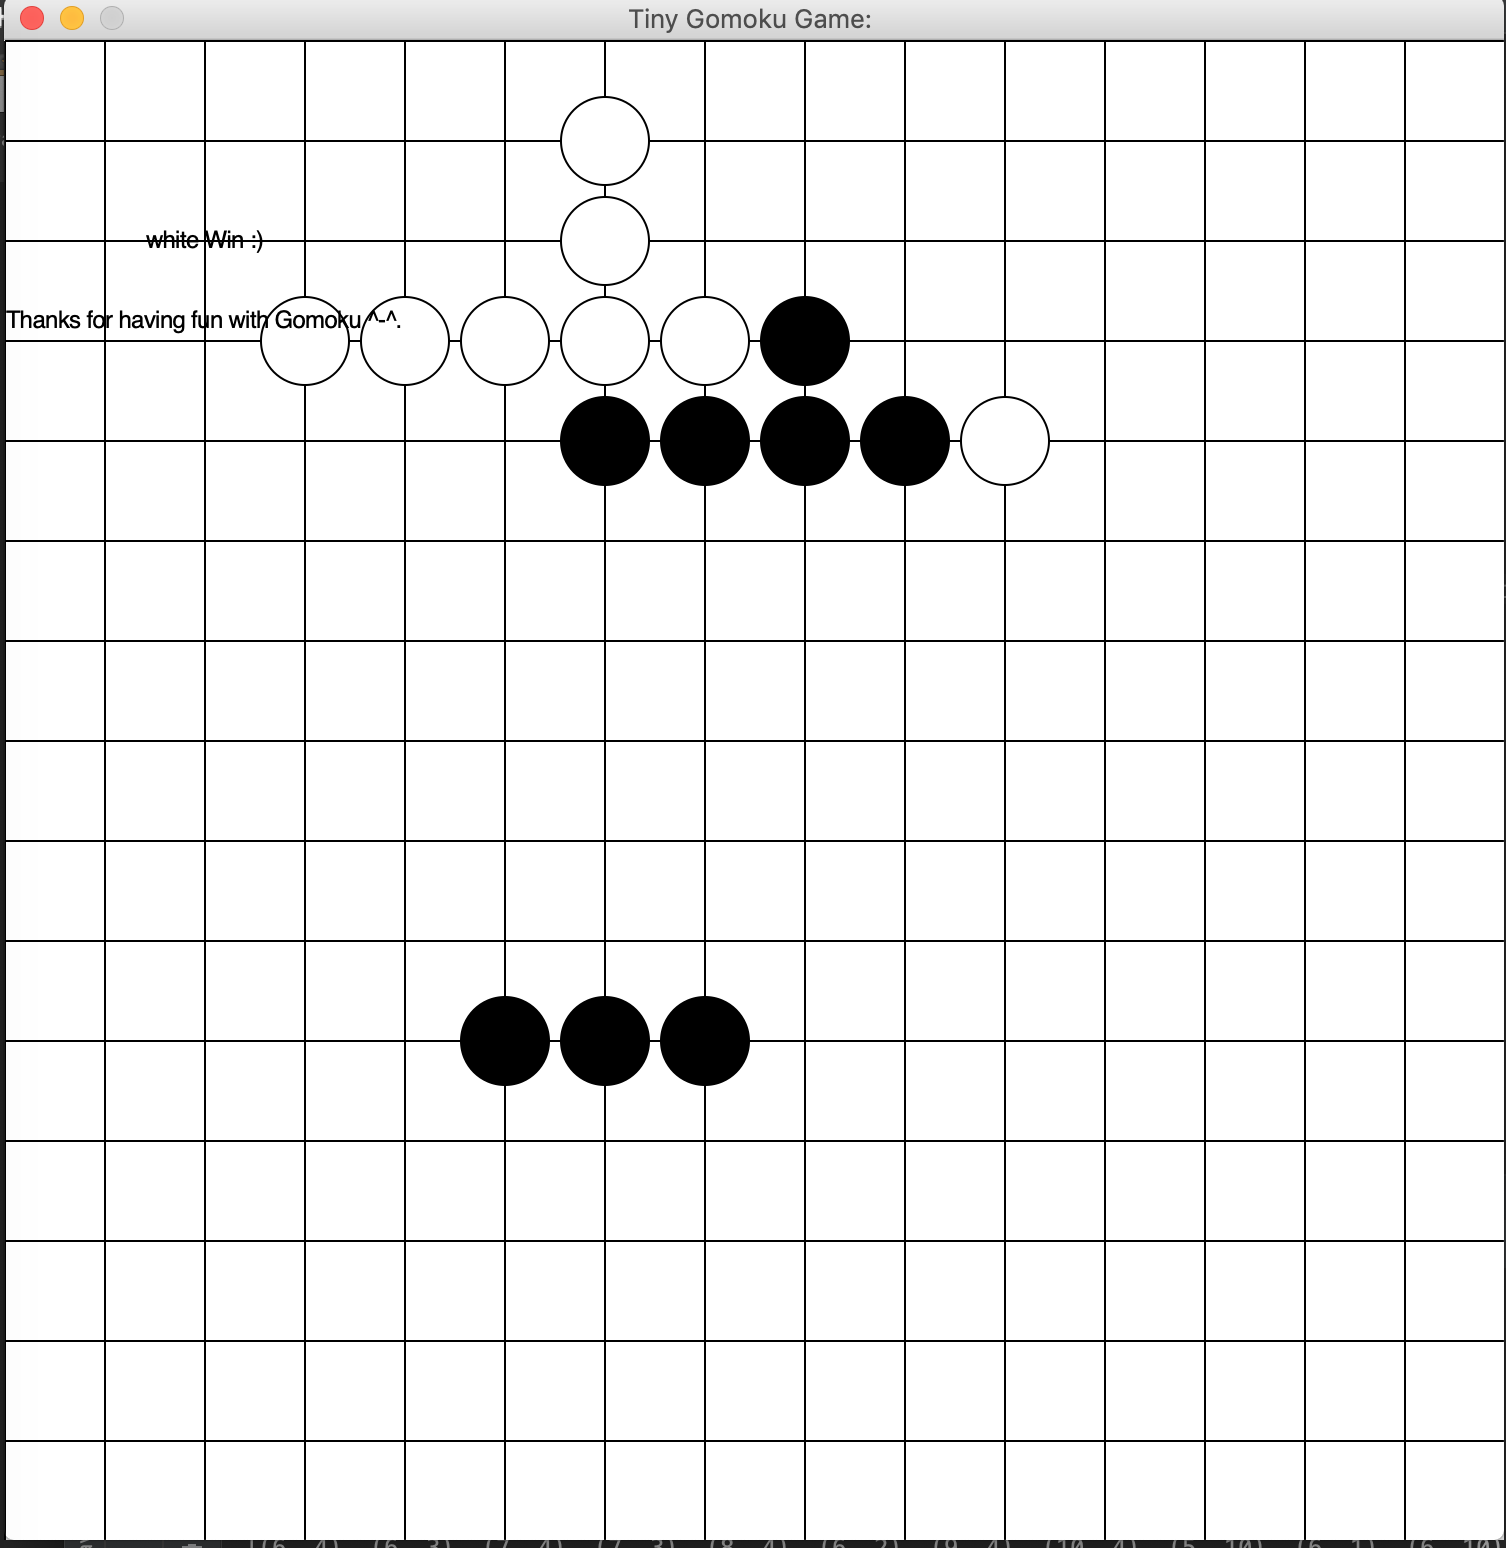 Tiny Gomoku Game:
white Win :)
Thanks for having fun with Gomoku ^-^.